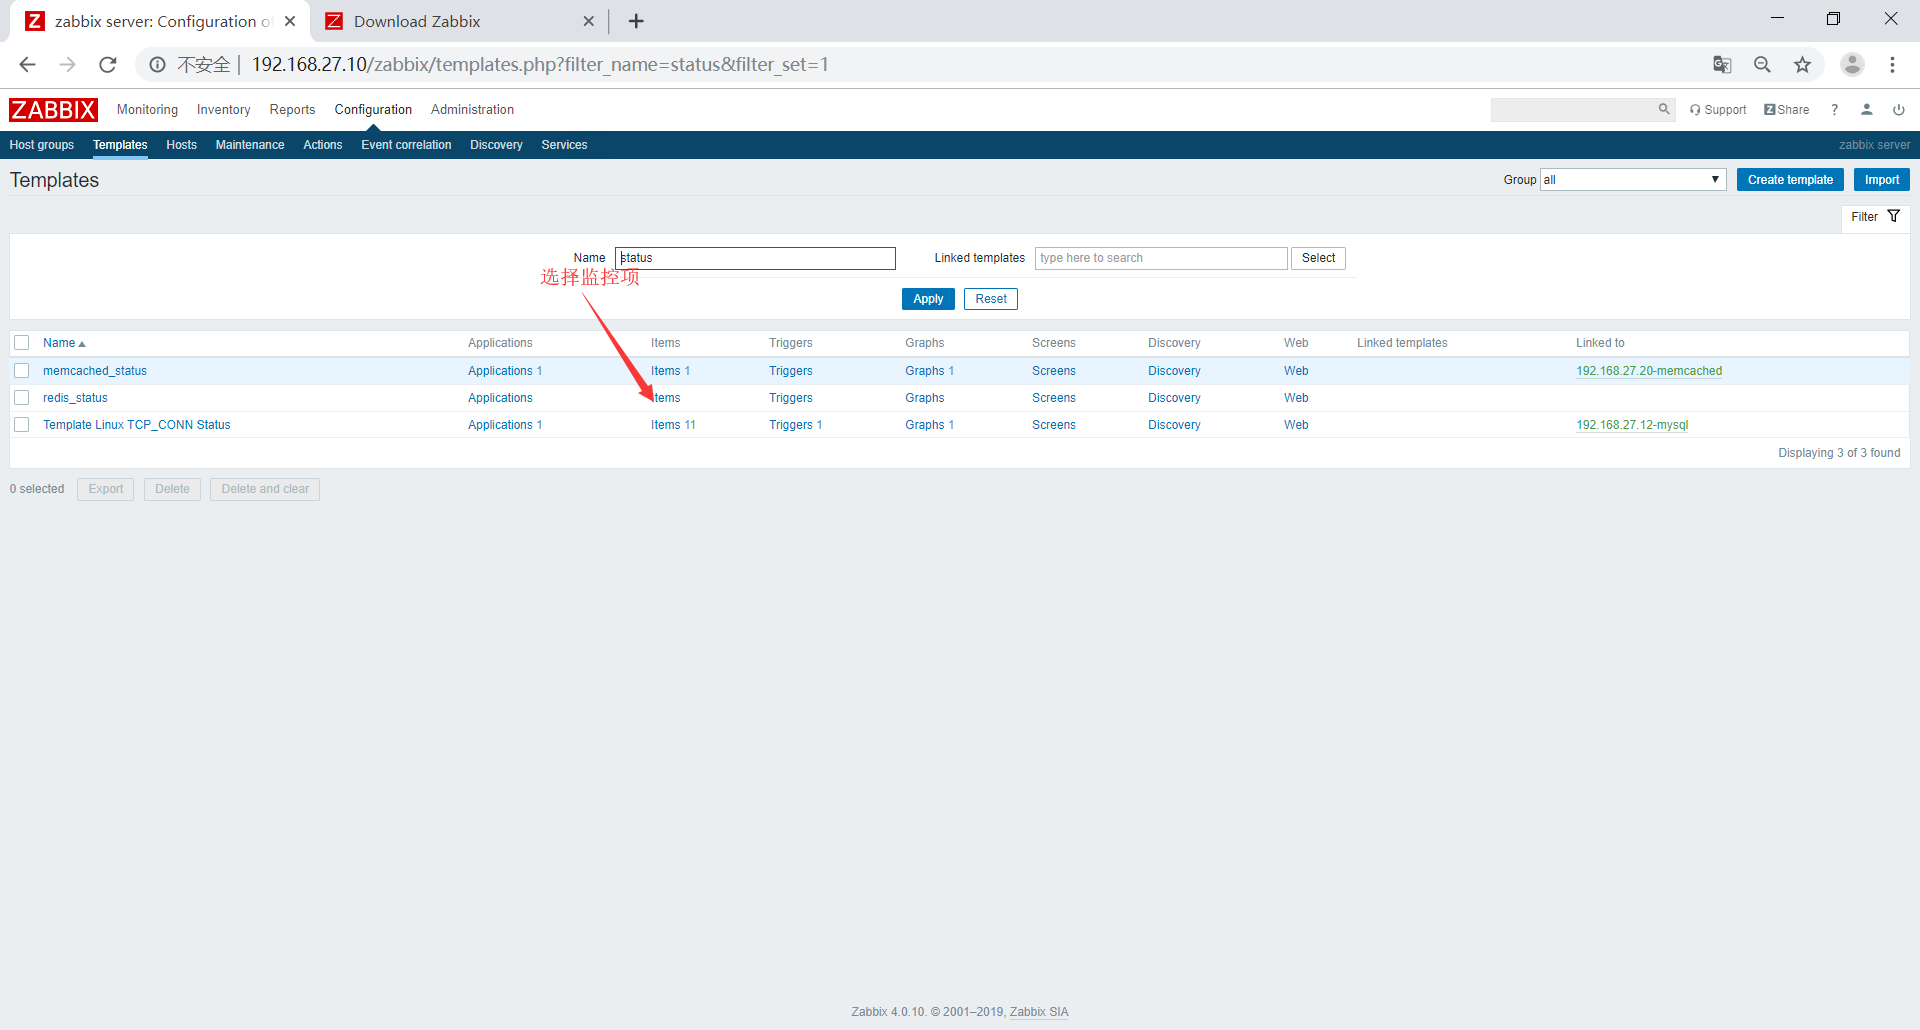 zabbix server: Configuration o
Download Zabbix
不安全 192.168.27.10/zabbix/templates.php?filter_name=status&filter_set=1
ZABBIX Monitoring Inventory Reports Configuration Administration Support Share ?
Host groups Templates Hosts Maintenance Actions Event correlation Discovery Services zabbix server
Templates Group all Create template Import
Filter
Name status Linked templates type here to search Select
选择监控项
Apply Reset
Name Applications Items Triggers Graphs Screens Discovery Web Linked templates Linked to
memcached_status Applications 1 Items 1 Triggers Graphs 1 Screens Discovery Web 192.168.27.20-memcached
redis_status Applications Items Triggers Graphs Screens Discovery Web
Template Linux TCP_CONN Status Applications 1 Items 11 Triggers 1 Graphs 1 Screens Discovery Web 192.168.27.12-mysql
Displaying 3 of 3 found
0 selected Export Delete Delete and clear
Zabbix 4.0.10. © 2001–2019, Zabbix SIA